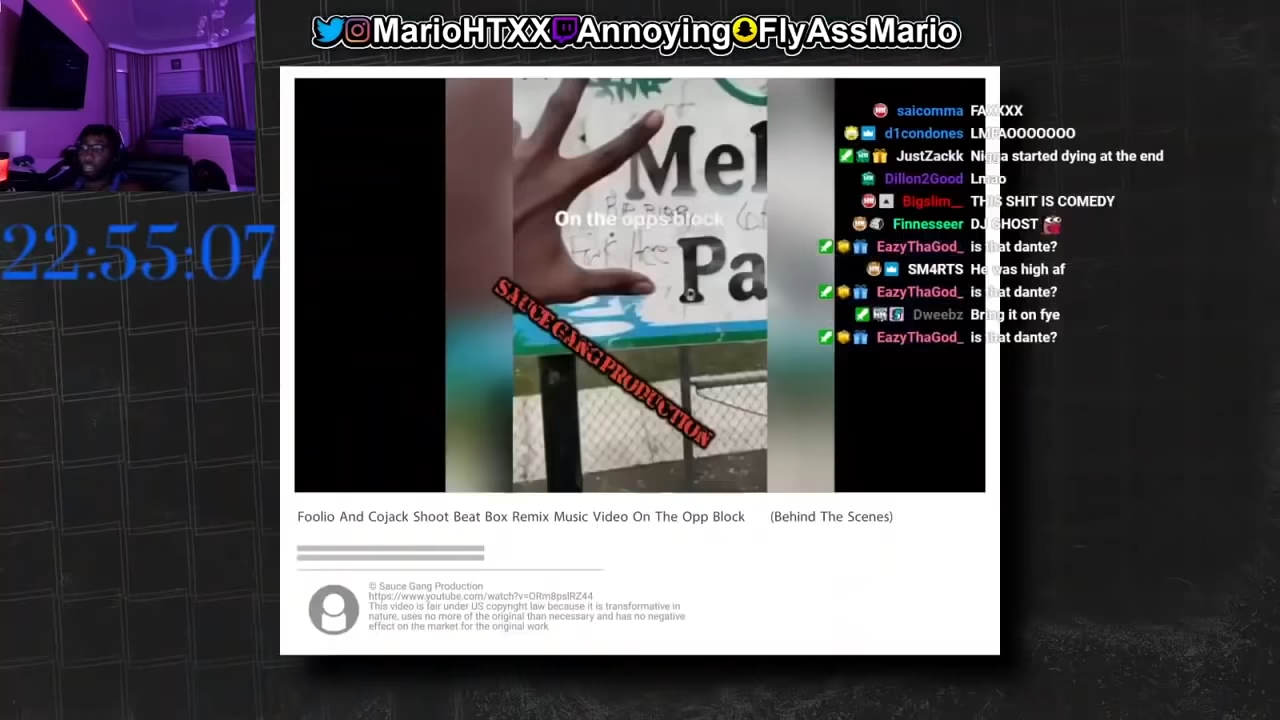 MarioHTXX Annoying FlyAssMario
22:55:07
Mel
Pa
On the opps block
SAUCE GANG PRODUCTION
saicomma FAXXXX
d1condones LMFAOOOOOOO
JustZackk Nigga started dying at the end
Dillon2Good Lmao
Bigslim__ THIS SHIT IS COMEDY
Finnesseer DJ GHOST
EazyThaGod_ is that dante?
SM4RTS He was high af
EazyThaGod_ is that dante?
Dweebz Bring it on fye
EazyThaGod_ is that dante?
Foolio And Cojack Shoot Beat Box Remix Music Video On The Opp Block (Behind The Scenes)
© Sauce Gang Production
https://www.youtube.com/watch?v=ORm8pslRZ44
This video is fair under US copyright law because it is transformative in
nature, uses no more of the original than necessary and has no negative
effect on the market for the original work